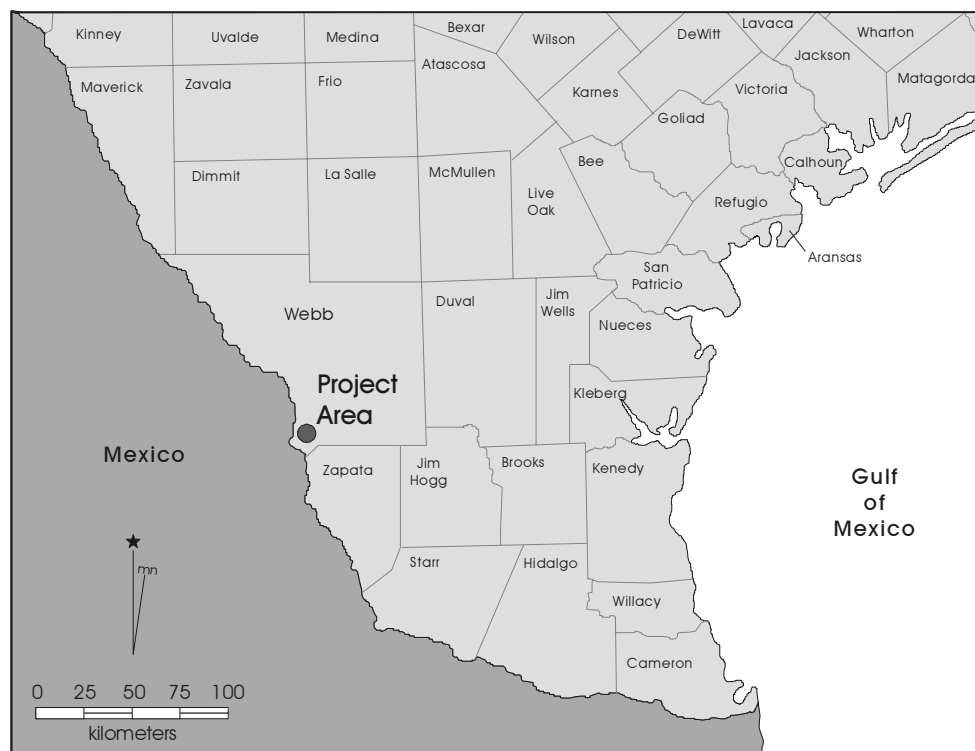 Kinney
Uvalde
Medina
Bexar
Wilson
DeWitt
Lavaca
Wharton
Jackson
Matagorda
Maverick
Zavala
Frio
Atascosa
Karnes
Victoria
Goliad
Calhoun
Dimmit
La Salle
McMullen
Live
Oak
Bee
Refugio
Aransas
San
Patricio
Webb
Duval
Jim
Wells
Nueces
Project
Area
Kleberg
Mexico
Zapata
Jim
Hogg
Brooks
Kenedy
Gulf
of
Mexico
mn
Starr
Hidalgo
Willacy
Cameron
0 25 50 75 100
kilometers